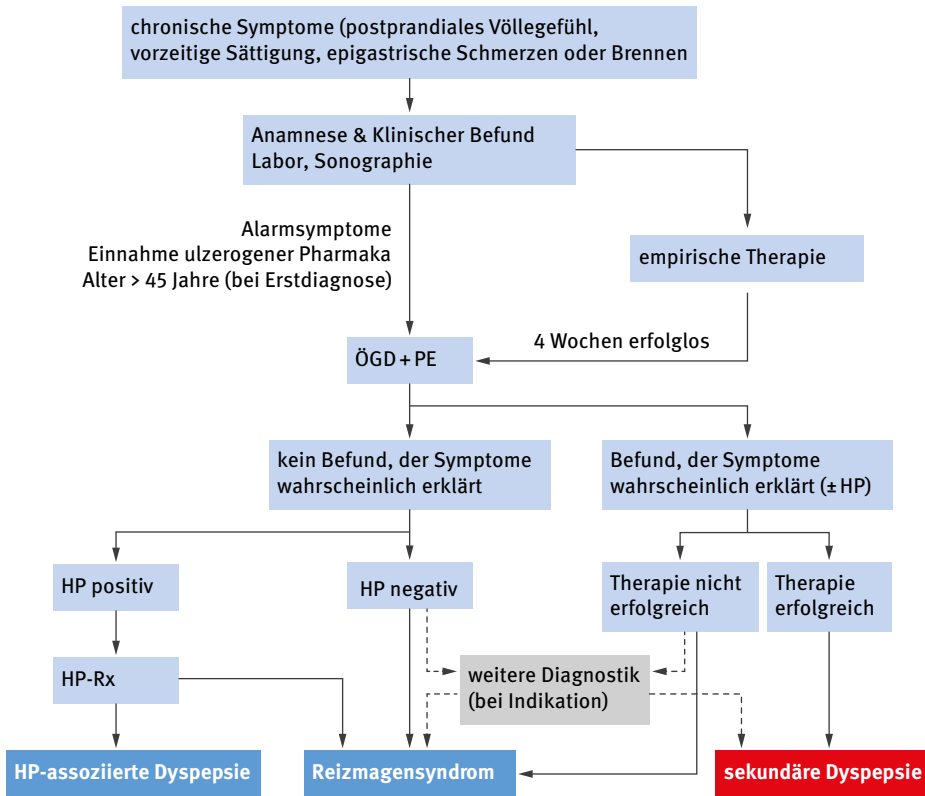 chronische Symptome (postprandiales Völlegefühl,
vorzeitige Sättigung, epigastrische Schmerzen oder Brennen
Anamnese & Klinischer Befund
Labor, Sonographie
Alarmsymptome
Einnahme ulzerogener Pharmaka
Alter > 45 Jahre (bei Erstdiagnose)
empirische Therapie
4 Wochen erfolglos
ÖGD + PE
kein Befund, der Symptome
wahrscheinlich erklärt
Befund, der Symptome
wahrscheinlich erklärt (± HP)
HP positiv
HP negativ
Therapie nicht
erfolgreich
Therapie
erfolgreich
HP-Rx
weitere Diagnostik
(bei Indikation)
HP-assoziierte Dyspepsie
Reizmagensyndrom
sekundäre Dyspepsie